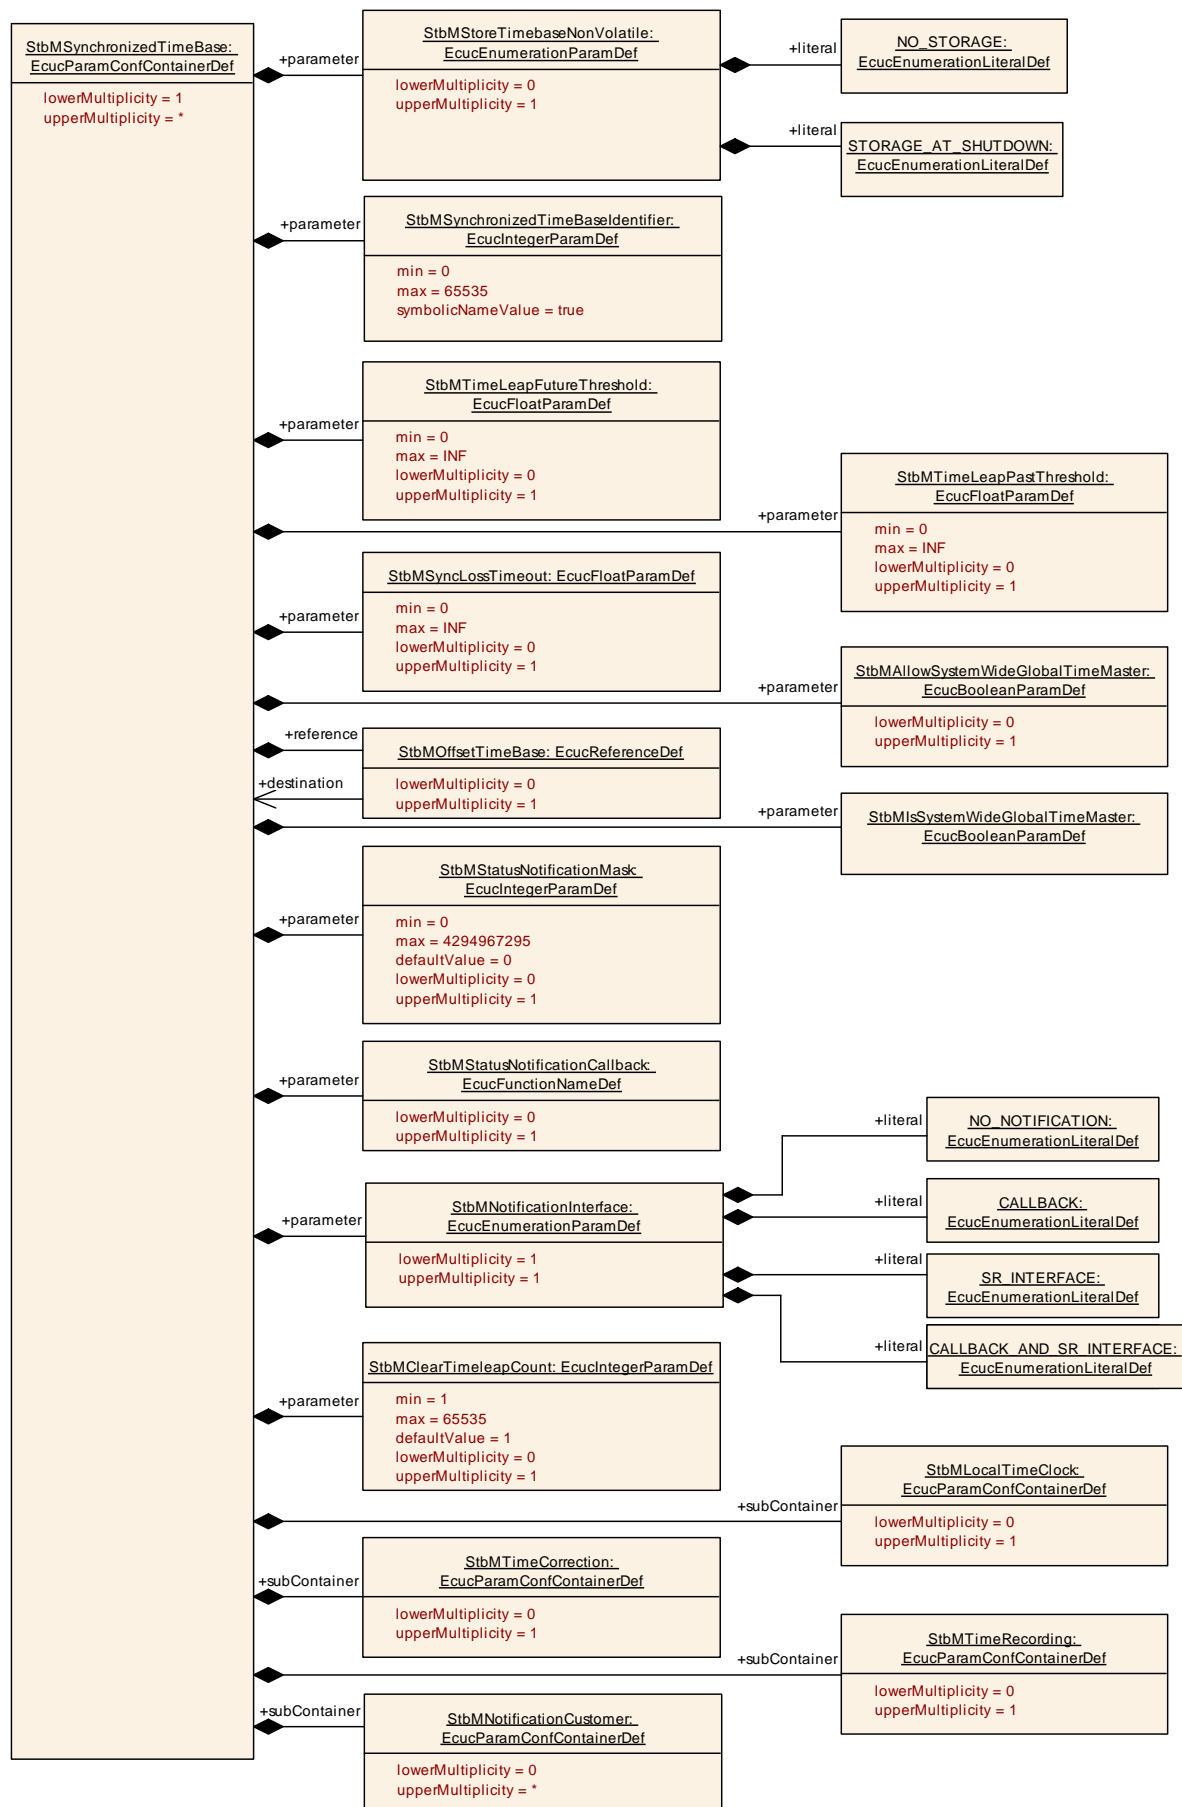 StbMSynchronizedTimeBase:
EcucParamConfContainerDef
lowerMultiplicity = 1
upperMultiplicity = *
+parameter
StbMStoreTimebaseNonVolatile:
EcucEnumerationParamDef
lowerMultiplicity = 0
upperMultiplicity = 1
+literal
NO_STORAGE:
EcucEnumerationLiteralDef
+literal
STORAGE_AT_SHUTDOWN:
EcucEnumerationLiteralDef
+parameter
StbMSynchronizedTimeBaseIdentifier:
EcucIntegerParamDef
min = 0
max = 65535
symbolicNameValue = true
+parameter
StbMTimeLeapFutureThreshold:
EcucFloatParamDef
min = 0
max = INF
lowerMultiplicity = 0
upperMultiplicity = 1
+parameter
StbMTimeLeapPastThreshold:
EcucFloatParamDef
min = 0
max = INF
lowerMultiplicity = 0
upperMultiplicity = 1
+parameter
StbMSyncLossTimeout: EcucFloatParamDef
min = 0
max = INF
lowerMultiplicity = 0
upperMultiplicity = 1
+parameter
StbMAllowSystemWideGlobalTimeMaster:
EcucBooleanParamDef
lowerMultiplicity = 0
upperMultiplicity = 1
+reference
StbMOffsetTimeBase: EcucReferenceDef
+destination
lowerMultiplicity = 0
upperMultiplicity = 1
+parameter
StbMIsSystemWideGlobalTimeMaster:
EcucBooleanParamDef
+parameter
StbMStatusNotificationMask:
EcucIntegerParamDef
min = 0
max = 4294967295
defaultValue = 0
lowerMultiplicity = 0
upperMultiplicity = 1
+parameter
StbMStatusNotificationCallback:
EcucFunctionNameDef
lowerMultiplicity = 0
upperMultiplicity = 1
+parameter
StbMNotificationInterface:
EcucEnumerationParamDef
lowerMultiplicity = 1
upperMultiplicity = 1
+literal
NO_NOTIFICATION:
EcucEnumerationLiteralDef
+literal
CALLBACK:
EcucEnumerationLiteralDef
+literal
SR_INTERFACE:
EcucEnumerationLiteralDef
+literal
CALLBACK_AND_SR_INTERFACE:
EcucEnumerationLiteralDef
+parameter
StbMClearTimeleapCount: EcucIntegerParamDef
min = 1
max = 65535
defaultValue = 1
lowerMultiplicity = 0
upperMultiplicity = 1
+subContainer
StbMLocalTimeClock:
EcucParamConfContainerDef
lowerMultiplicity = 0
upperMultiplicity = 1
+subContainer
StbMTimeCorrection:
EcucParamConfContainerDef
lowerMultiplicity = 0
upperMultiplicity = 1
+subContainer
StbMTimeRecording:
EcucParamConfContainerDef
lowerMultiplicity = 0
upperMultiplicity = 1
+subContainer
StbMNotificationCustomer:
EcucParamConfContainerDef
lowerMultiplicity = 0
upperMultiplicity = *